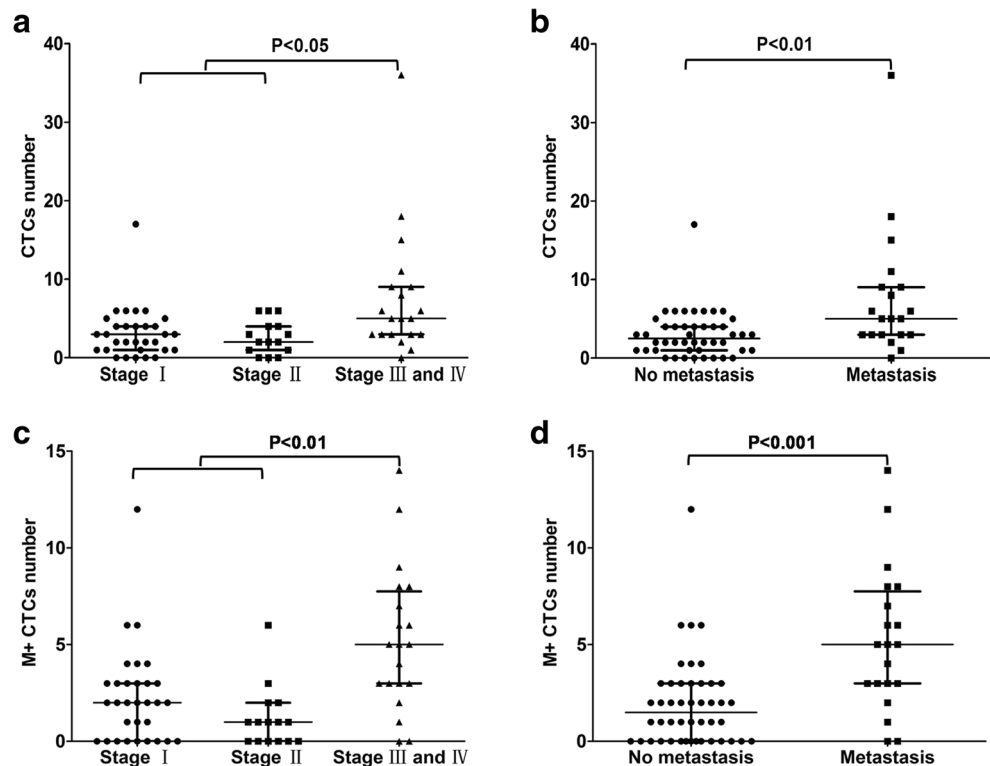 a
P<0.05
CTCs number
40
30
20
10
0
Stage Ⅰ
Stage Ⅱ
Stage Ⅲ and Ⅳ
b
P<0.01
CTCs number
40
30
20
10
0
No metastasis
Metastasis
c
P<0.01
M+ CTCs number
15
10
5
0
Stage Ⅰ
Stage Ⅱ
Stage Ⅲ and Ⅳ
d
P<0.001
M+ CTCs number
15
10
5
0
No metastasis
Metastasis